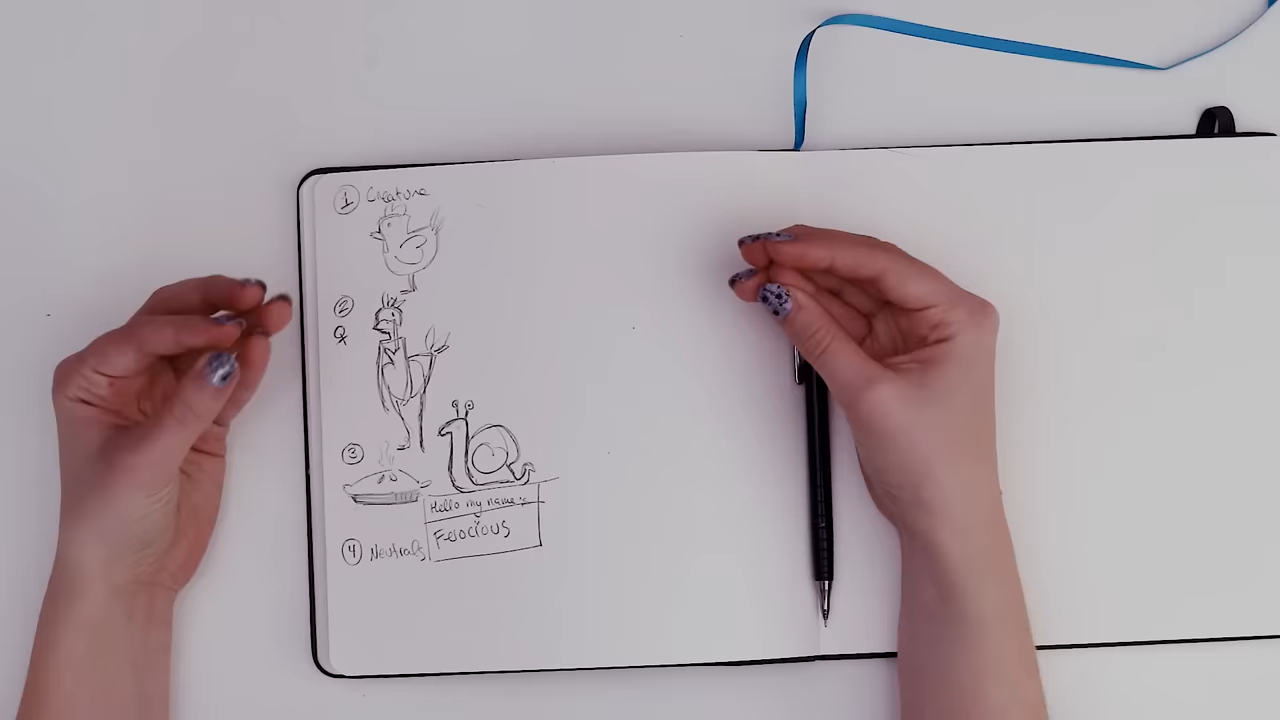 1 Creature
2
♀
3
Hello my name is
Ferocious
4 Neutrals